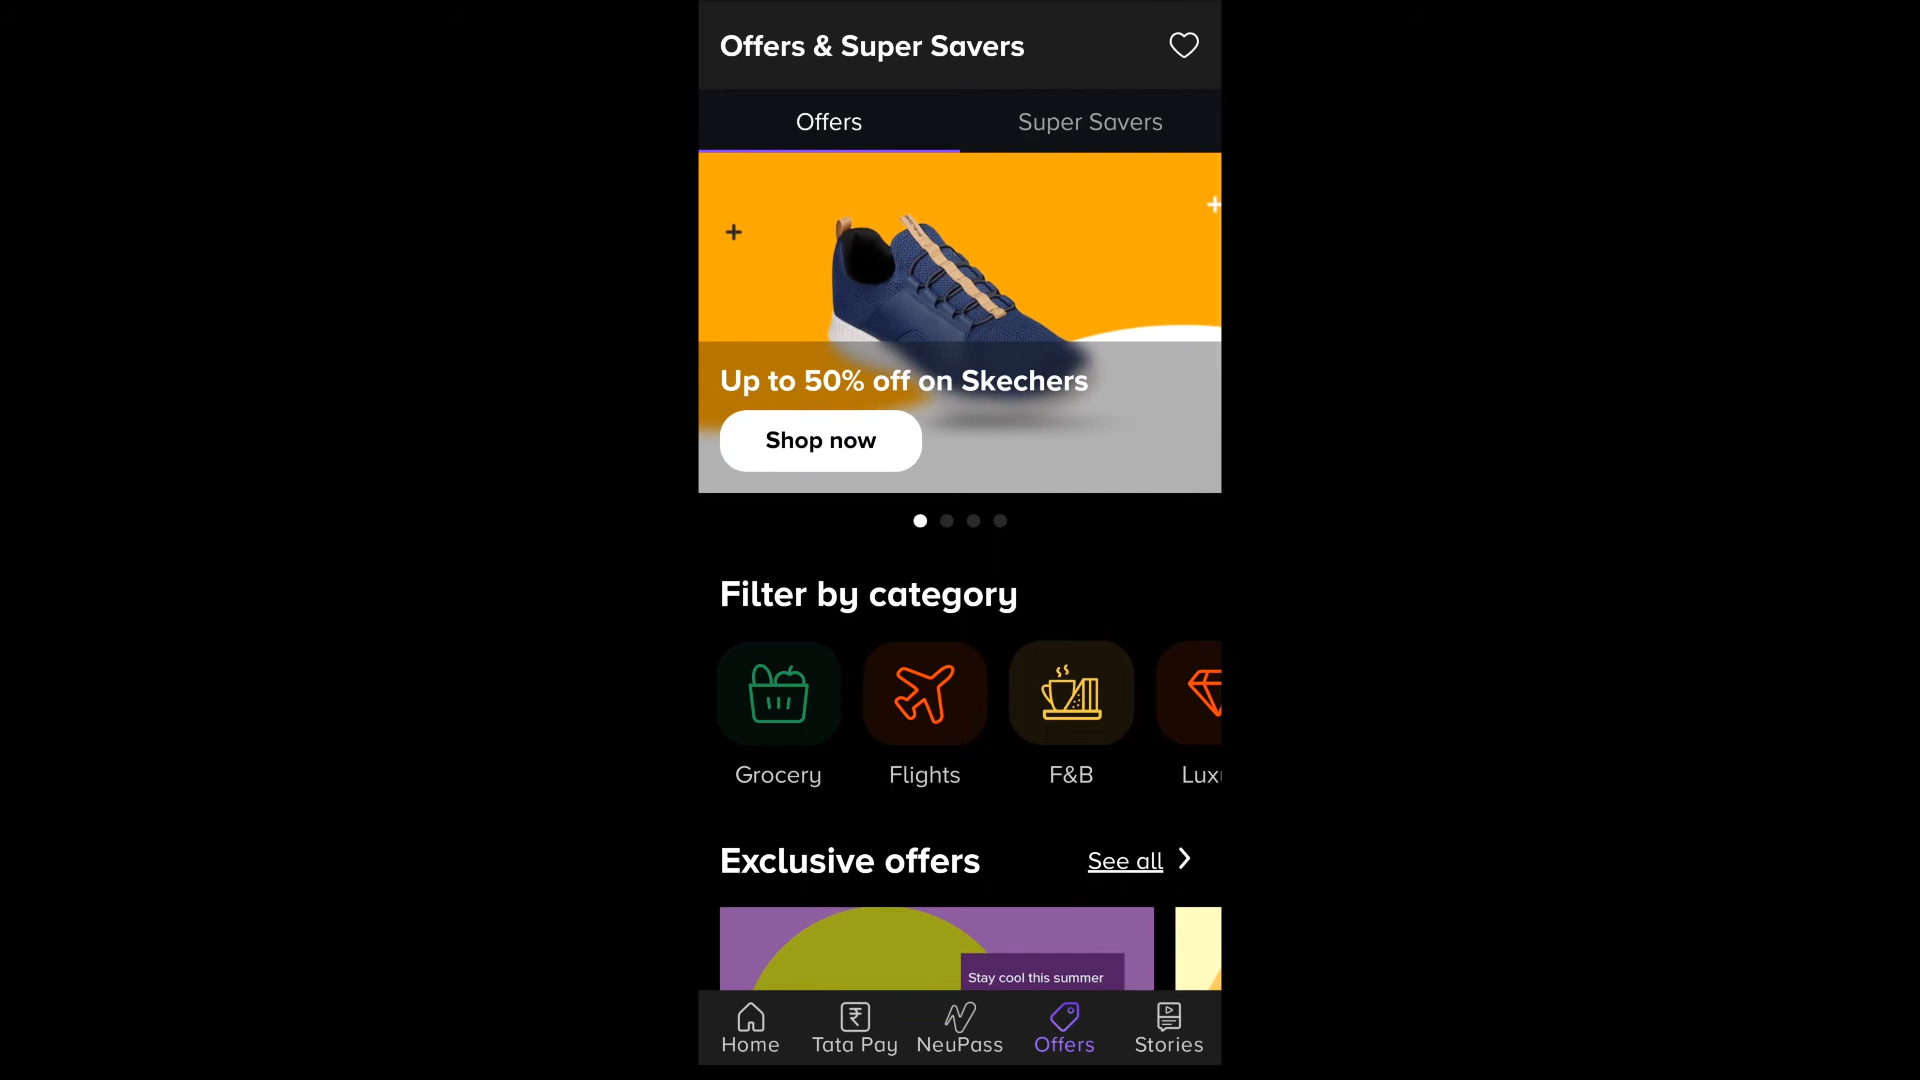 Offers & Super Savers
Offers
Super Savers
Up to 50% off on Skechers
Shop now
Filter by category
Grocery
Flights
F&B
Exclusive offers
See all
Stay cool this summer
Home
Tata Pay
NeuPass
Offers
Stories